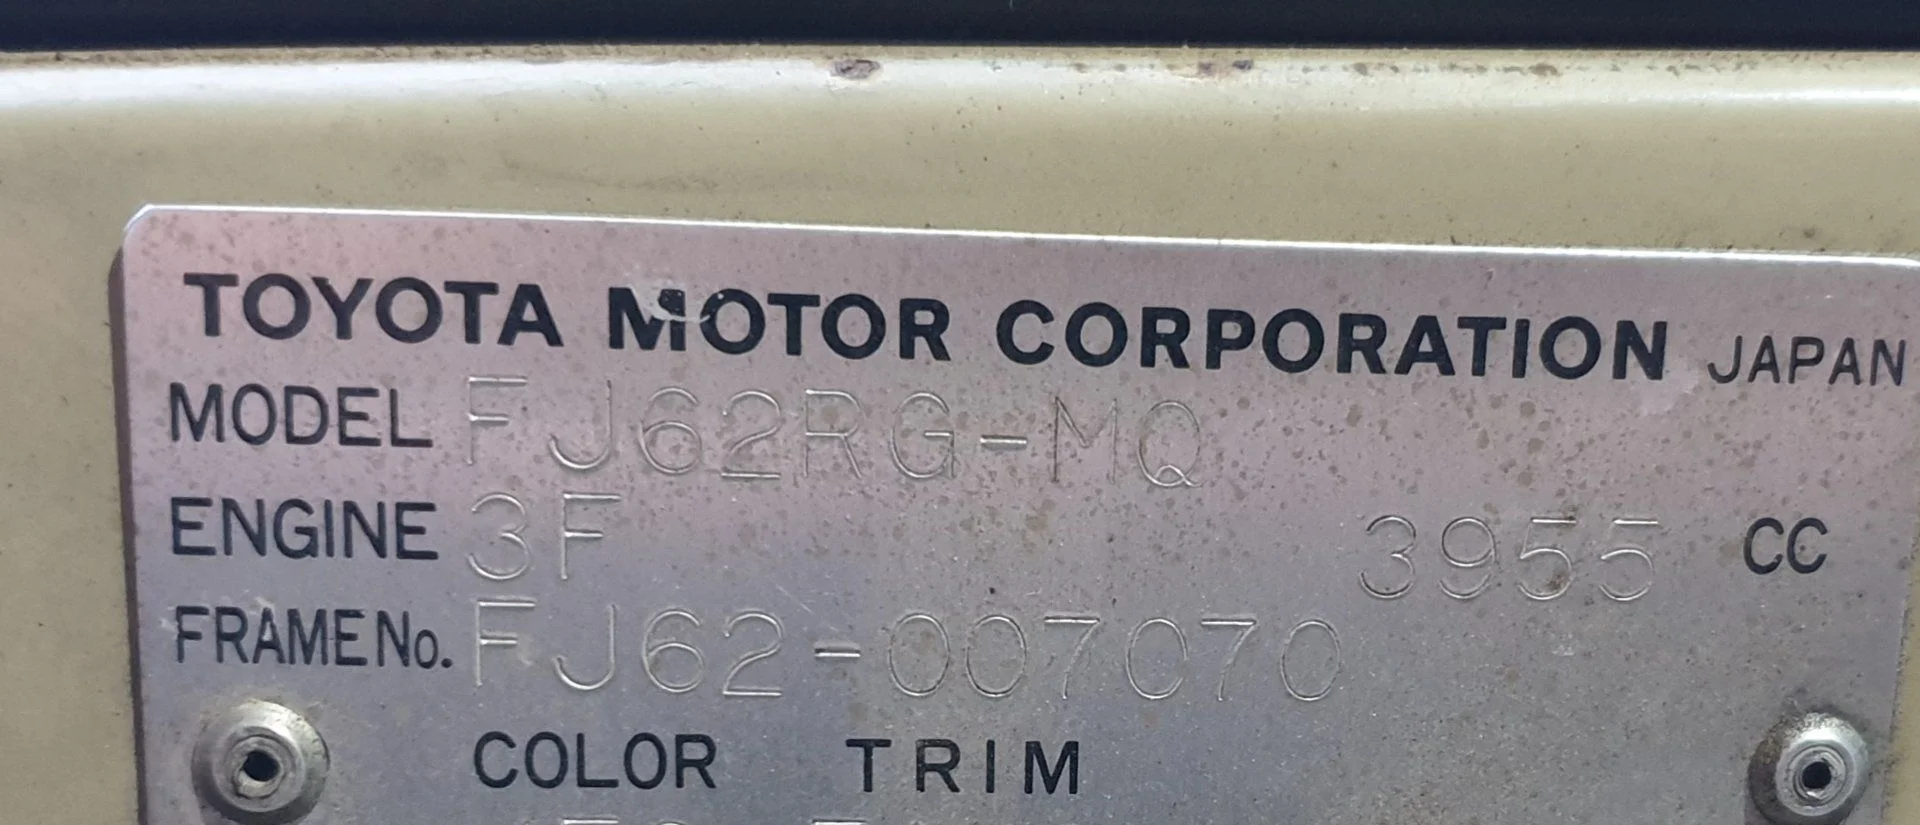 TOYOTA MOTOR CORPORATION JAPAN
MODEL FJ62RG-MQ
ENGINE 3F 3955 CC
FRAME No. FJ62-007070
COLOR TRIM